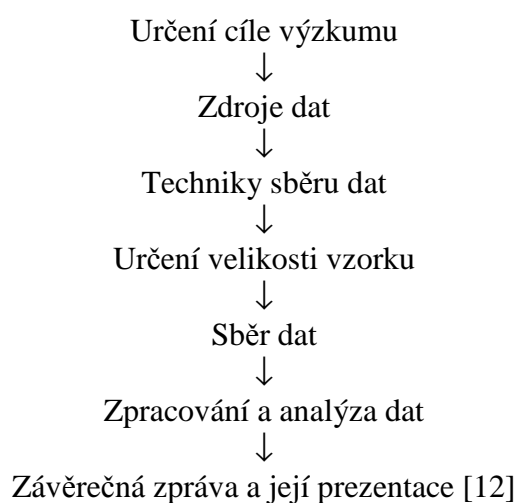 Určení cíle výzkumu
↓
Zdroje dat
↓
Techniky sběru dat
↓
Určení velikosti vzorku
↓
Sběr dat
↓
Zpracování a analýza dat
↓
Závěrečná zpráva a její prezentace [12]